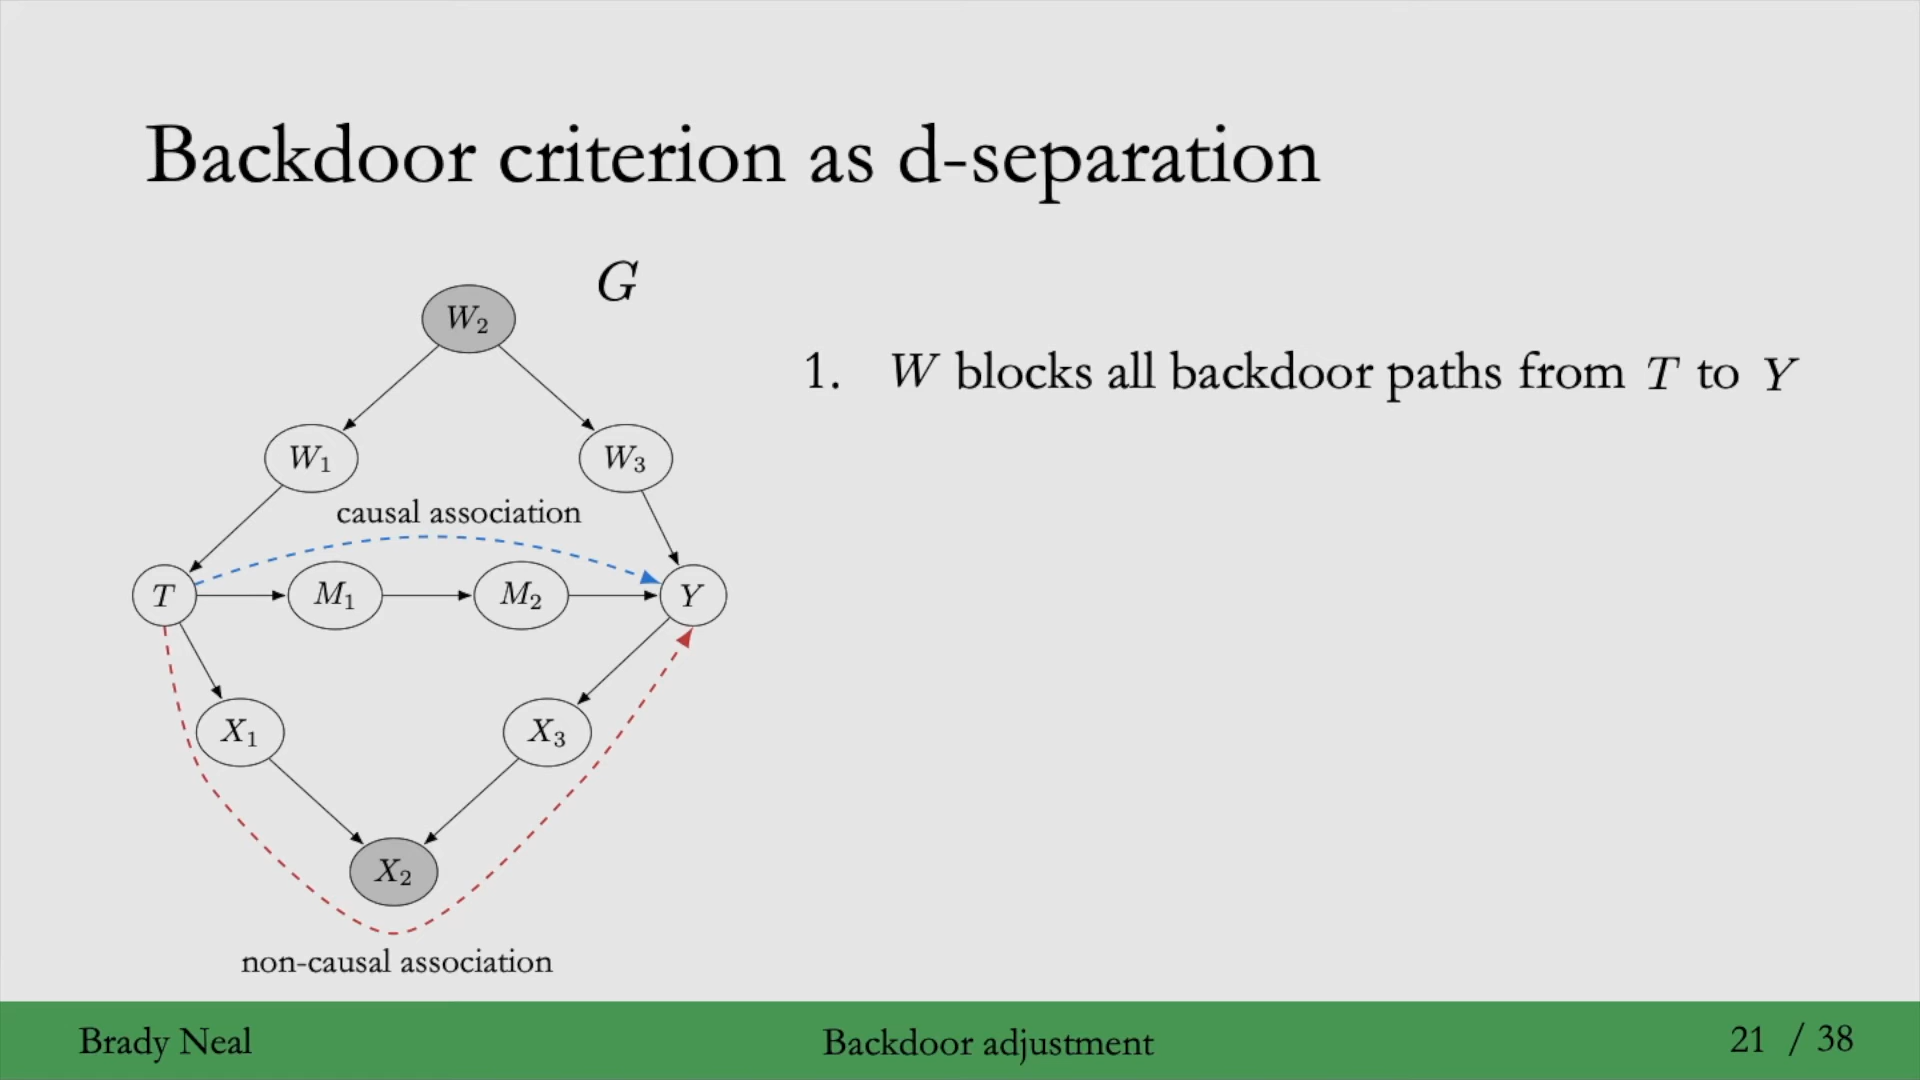 Backdoor criterion as d-separation
G
W₂
1. W blocks all backdoor paths from T to Y
W₁
W₃
causal association
T
M₁
M₂
Y
X₁
X₃
X₂
non-causal association
Brady Neal
Backdoor adjustment
21 / 38